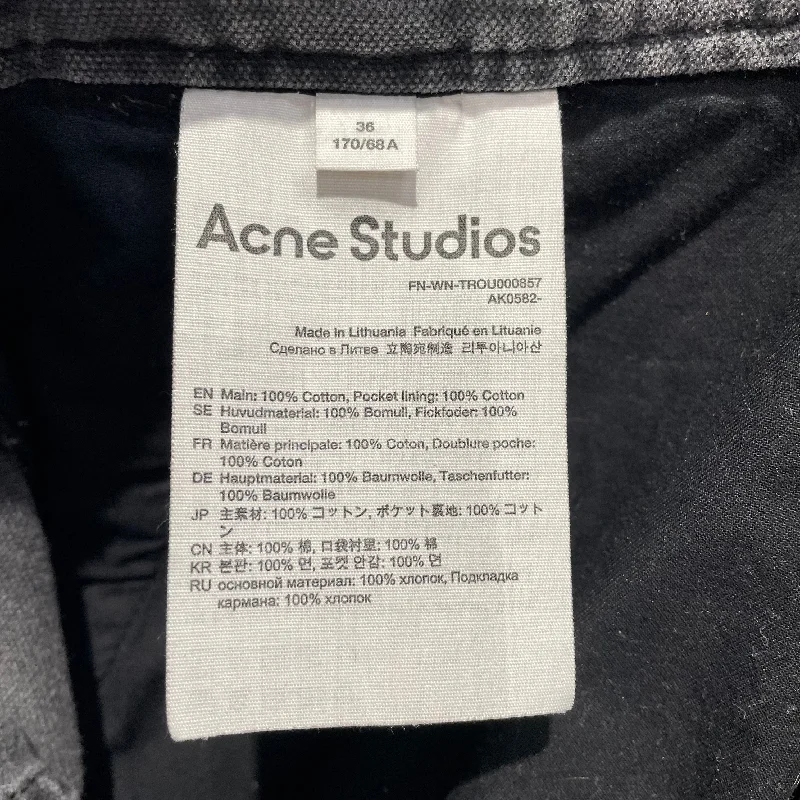 36
170/68A
Acne Studios
FN-WN-TROU000857
AK0582-
Made in Lithuania Fabriqué en Lituanie
Сделано в Литве 立陶宛制造 리투아니아산
EN Main: 100% Cotton, Pocket lining: 100% Cotton
SE Huvudmaterial: 100% Bomull, Fickfoder: 100%
Bomull
FR Matière principale: 100% Coton, Doublure poche:
100% Coton
DE Hauptmaterial: 100% Baumwolle, Taschenfutter:
100% Baumwolle
JP 主素材: 100% コットン, ポケット裏地: 100% コット
ン
CN 主体: 100% 棉, 口袋衬里: 100% 棉
KR 본판: 100% 면, 포켓 안감: 100% 면
RU основной материал: 100% хлопок, Подкладка
кармана: 100% хлопок